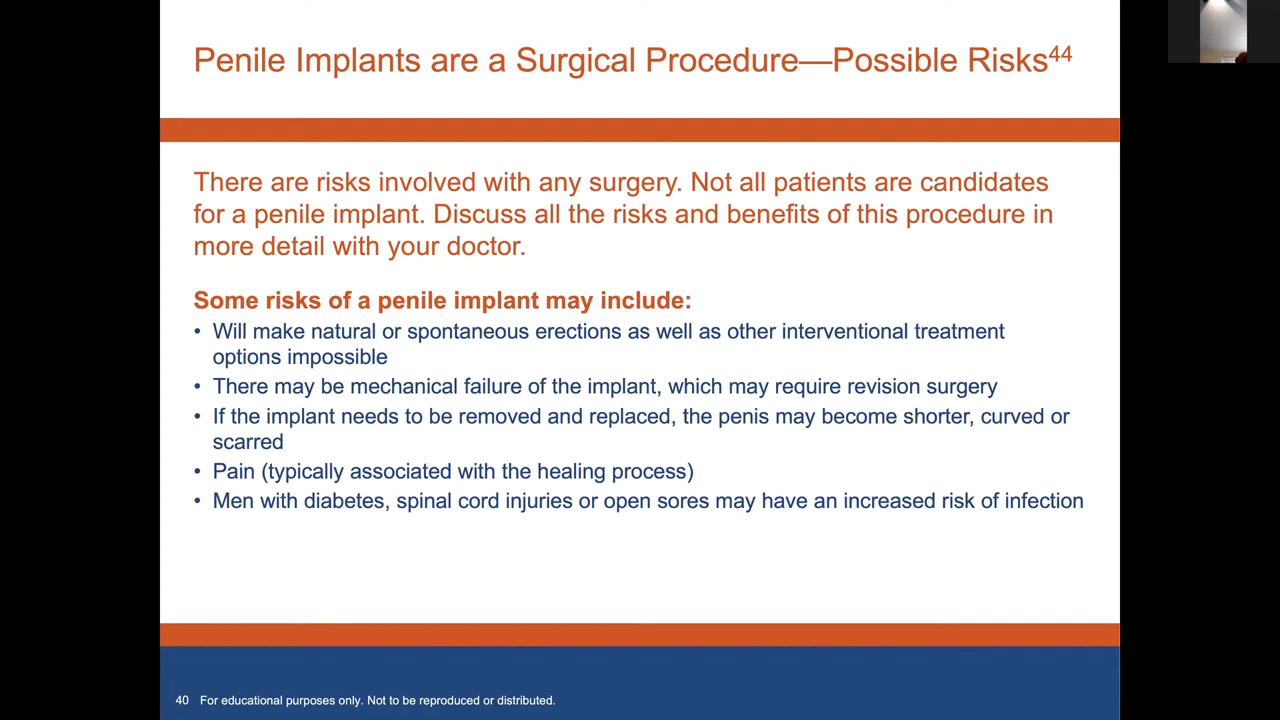 Penile Implants are a Surgical Procedure—Possible Risks44
There are risks involved with any surgery. Not all patients are candidates
for a penile implant. Discuss all the risks and benefits of this procedure in
more detail with your doctor.
Some risks of a penile implant may include:
• Will make natural or spontaneous erections as well as other interventional treatment
options impossible
• There may be mechanical failure of the implant, which may require revision surgery
• If the implant needs to be removed and replaced, the penis may become shorter, curved or
scarred
• Pain (typically associated with the healing process)
• Men with diabetes, spinal cord injuries or open sores may have an increased risk of infection
40 For educational purposes only. Not to be reproduced or distributed.